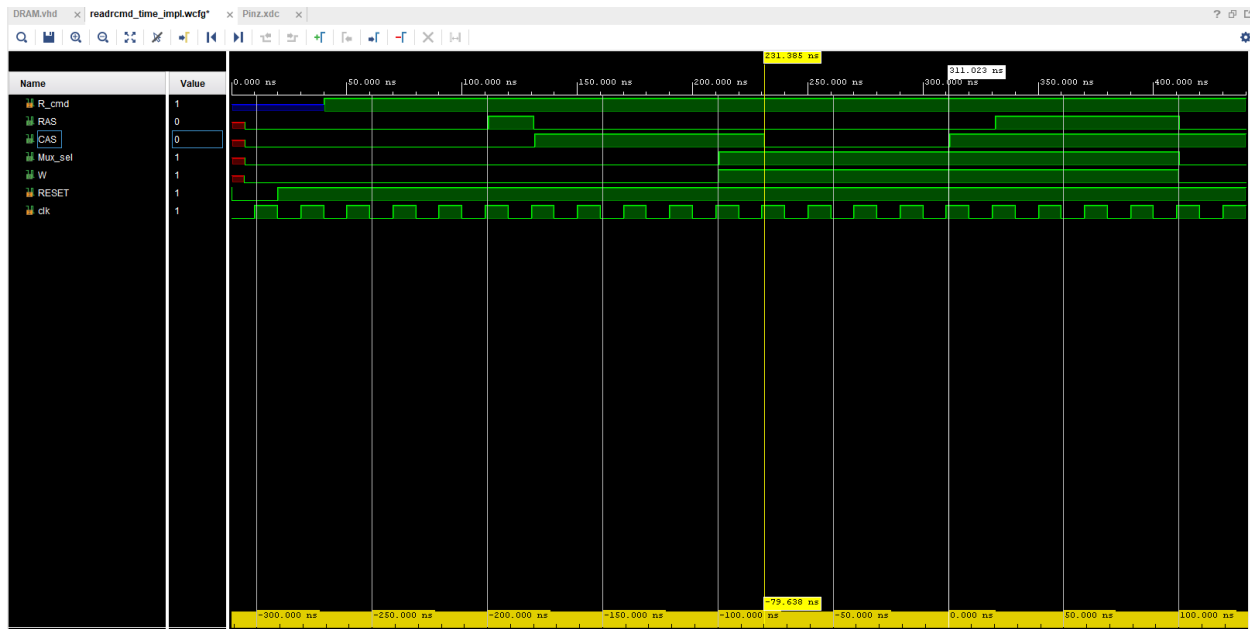 DRAM.vhd × readrcmd_time_impl.wcfg* × Pinz.xdc ×
?
231.385 ns
311.023 ns
Name Value 0.000 ns 50.000 ns 100.000 ns 150.000 ns 200.000 ns 250.000 ns 300.000 ns 350.000 ns 400.000 ns
R_cmd 1
RAS 0
CAS 0
Mux_sel 1
W 1
RESET 1
clk 1
-79.638 ns
-300.000 ns -250.000 ns -200.000 ns -150.000 ns -100.000 ns -50.000 ns 0.000 ns 50.000 ns 100.000 ns